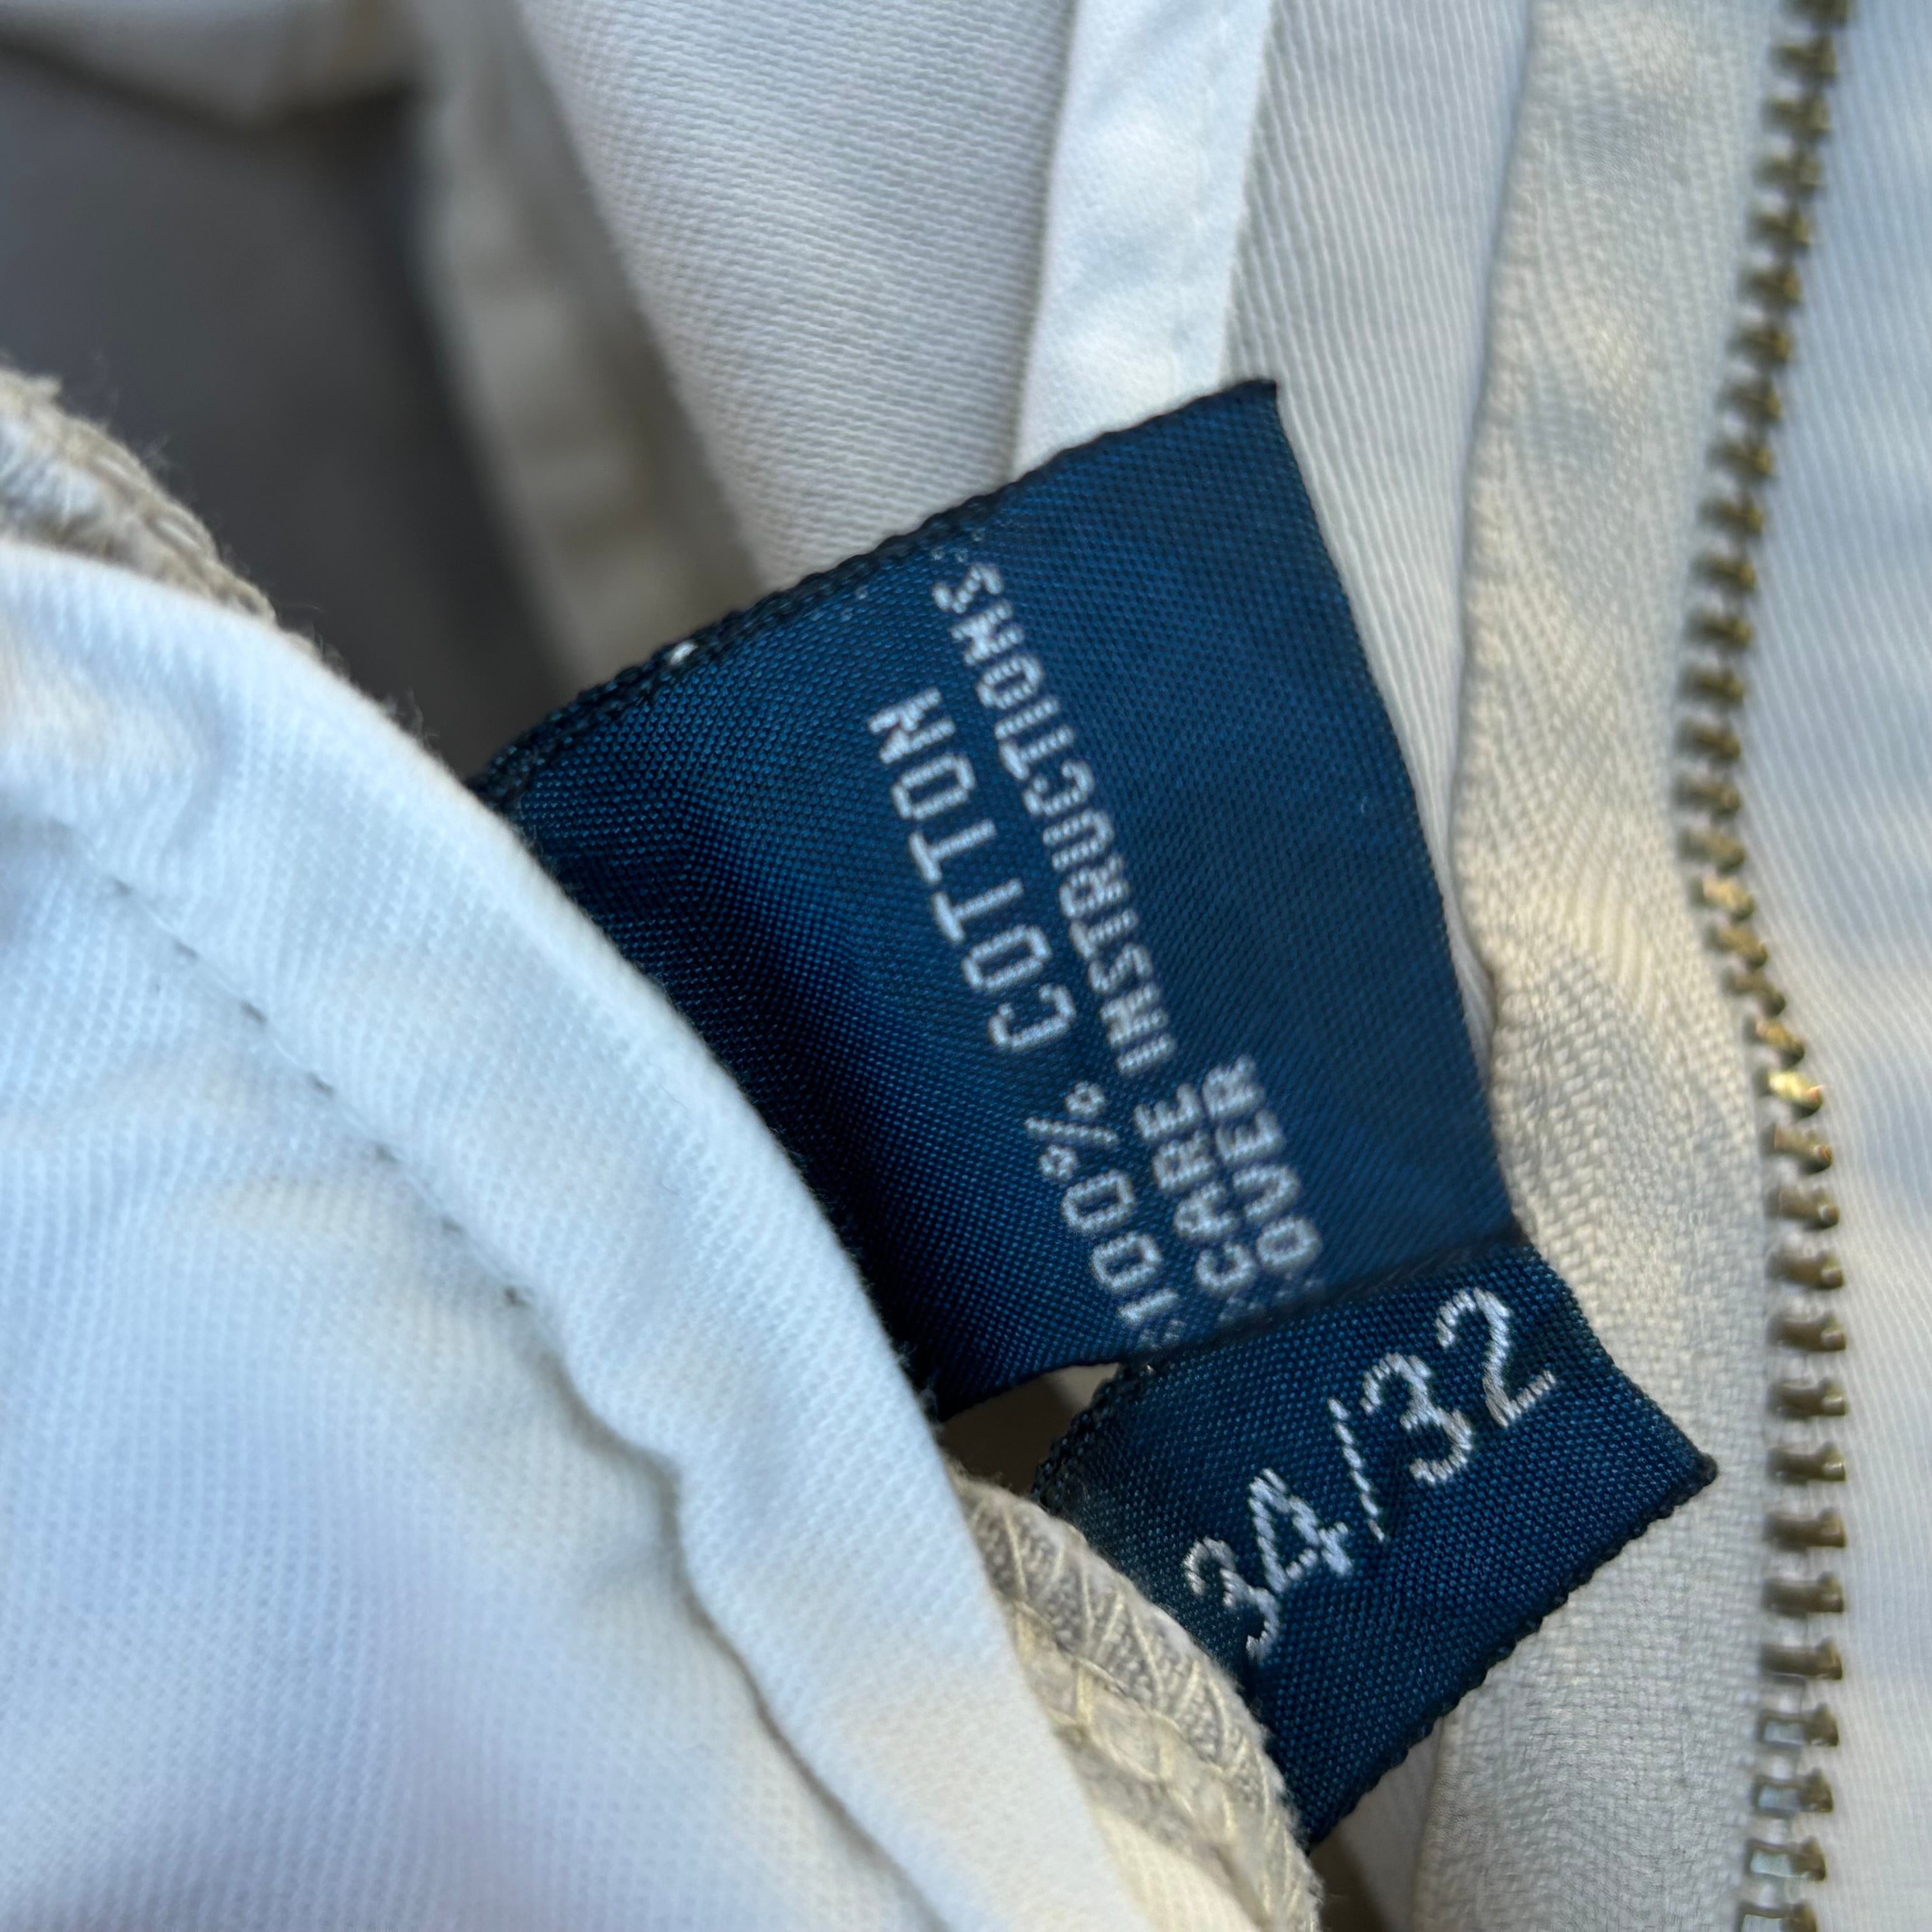 100% COTTON
CARE INSTRUCTIONS
OVER
34/32